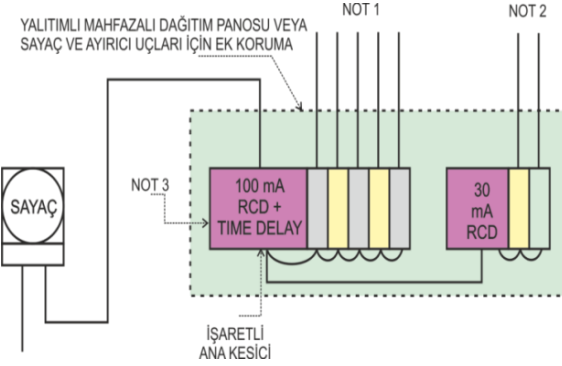 NOT 1
NOT 2
YALITIMLI MAHFAZALI DAĞITIM PANOSU VEYA
SAYAÇ VE AYIRICI UÇLARI İÇİN EK KORUMA
NOT 3
SAYAÇ
100 mA
RCD +
TIME DELAY
30
mA
RCD
İŞARETLİ
ANA KESİCİ